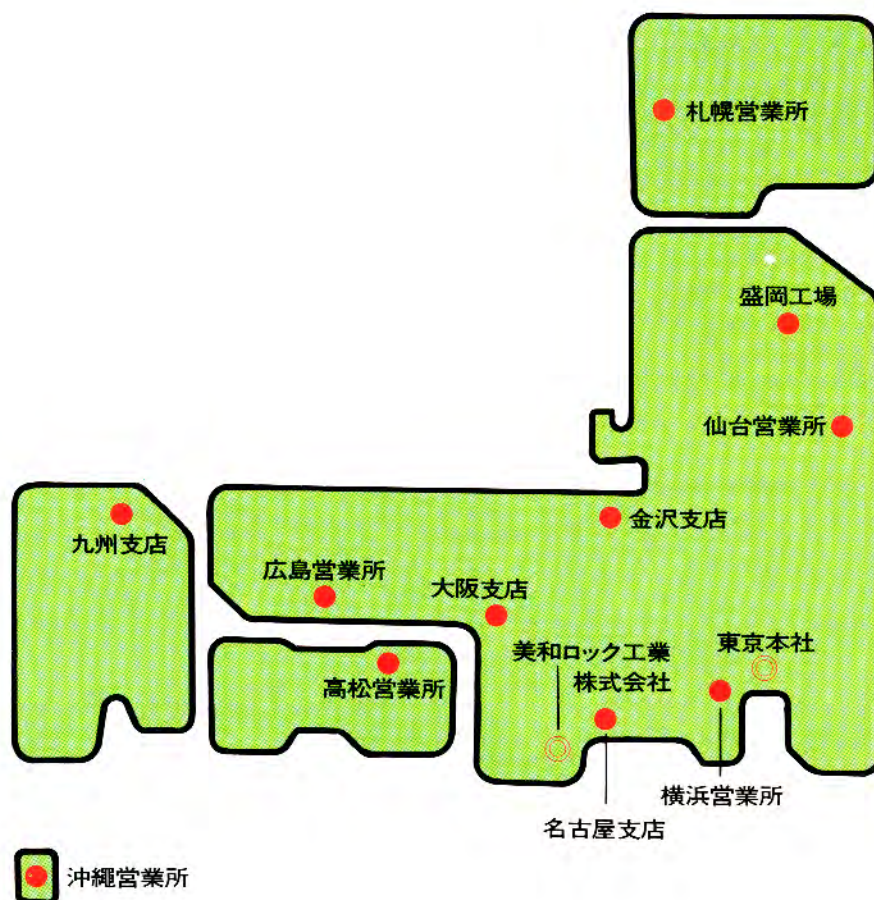 札幌営業所
盛岡工場
仙台営業所
金沢支店
九州支店
広島営業所
大阪支店
東京本社
美和ロック工業
株式会社
高松営業所
横浜営業所
名古屋支店
沖縄営業所